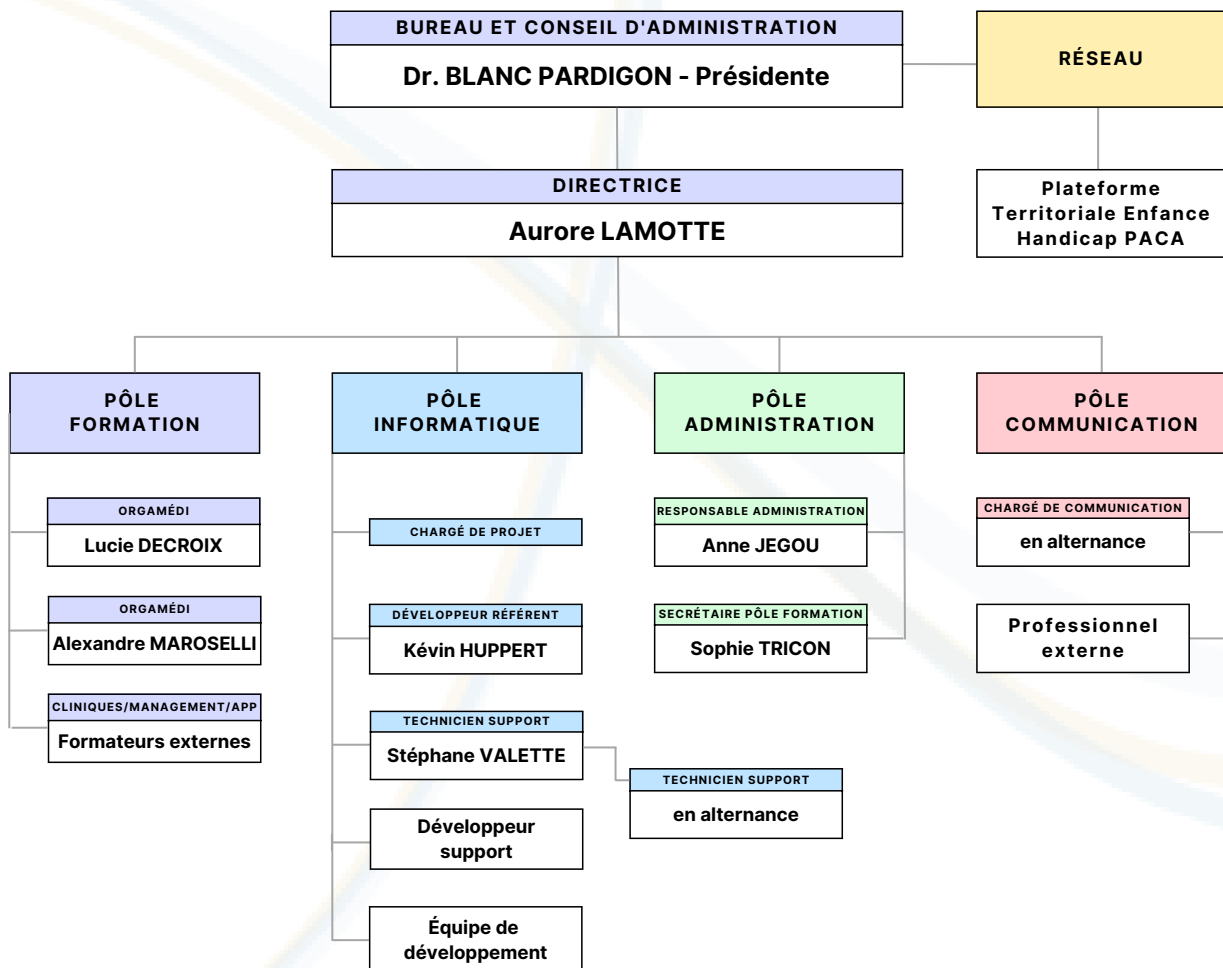 BUREAU ET CONSEIL D'ADMINISTRATION
Dr. BLANC PARDIGON - Présidente
RÉSEAU
DIRECTRICE
Aurore LAMOTTE
Plateforme
Territoriale Enfance
Handicap PACA
PÔLE
FORMATION
ORGAMÉDI
Lucie DECROIX
ORGAMÉDI
Alexandre MAROSELLI
CLINIQUES/MANAGEMENT/APP
Formateurs externes
PÔLE
INFORMATIQUE
CHARGÉ DE PROJET
DÉVELOPPEUR RÉFÉRENT
Kévin HUPPERT
TECHNICIEN SUPPORT
Stéphane VALETTE
TECHNICIEN SUPPORT
en alternance
Développeur
support
Équipe de
développement
PÔLE
ADMINISTRATION
RESPONSABLE ADMINISTRATION
Anne JEGOU
SECRÉTAIRE PÔLE FORMATION
Sophie TRICON
PÔLE
COMMUNICATION
CHARGÉ DE COMMUNICATION
en alternance
Professionnel
externe